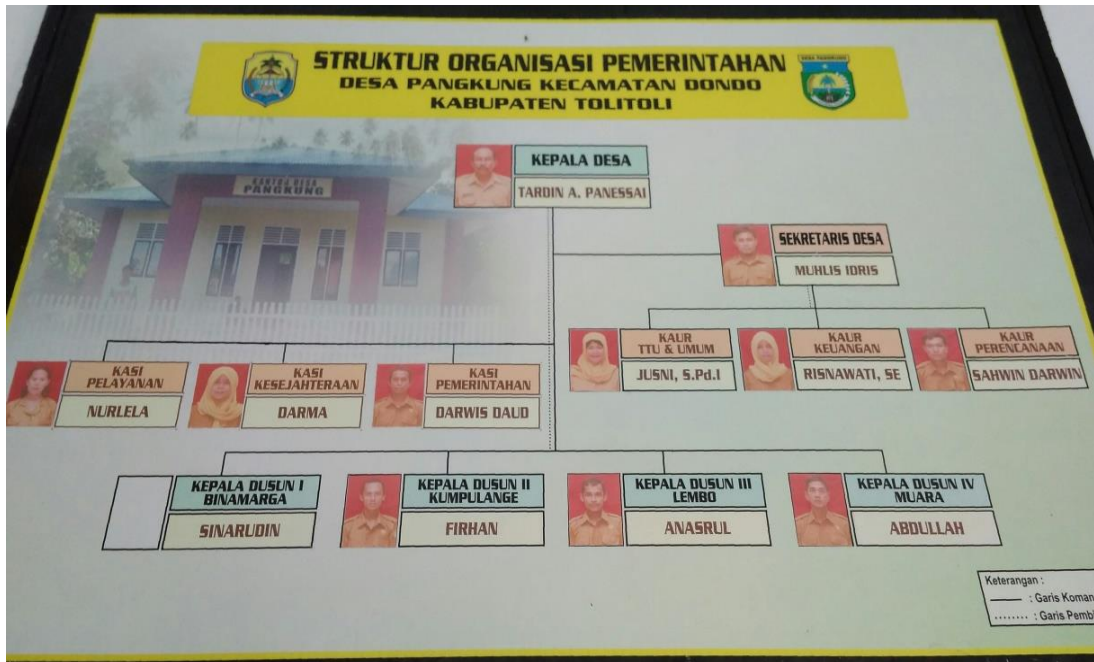 STRUKTUR ORGANISASI PEMERINTAHAN
DESA PANGKUNG KECAMATAN DONDO
KABUPATEN TOLITOLI
DESA PANGKUNG
KANTOR DESA
PANGKUNG
KEPALA DESA
TARDIN A. PANESSAI
SEKRETARIS DESA
MUHLIS IDRIS
KAUR
TTU & UMUM
JUSNI, S.Pd.I
KAUR
KEUANGAN
RISNAWATI, SE
KAUR
PERENCANAAN
SAHWIN DARWIN
KASI
PELAYANAN
NURLELA
KASI
KESEJAHTERAAN
DARMA
KASI
PEMERINTAHAN
DARWIS DAUD
KEPALA DUSUN I
BINAMARGA
SINARUDIN
KEPALA DUSUN II
KUMPULANGE
FIRHAN
KEPALA DUSUN III
LEMBO
ANASRUL
KEPALA DUSUN IV
MUARA
ABDULLAH
Keterangan :
: Garis Koman
: Garis Pemb